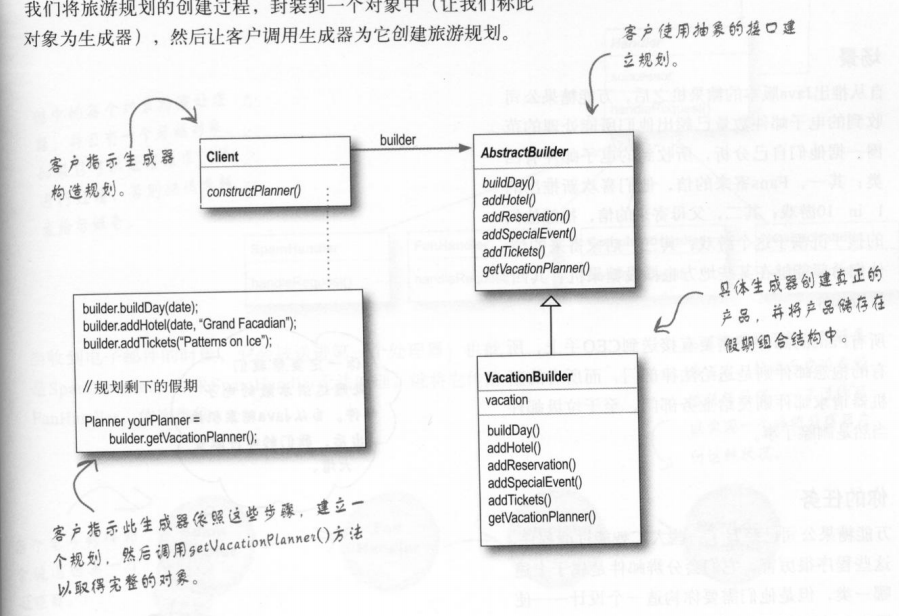 我们将旅游规划的创建过程，封装到一个对象中（让我们称此
对象为生成器），然后让客户调用生成器为它创建旅游规划。
客户使用抽象的接口建
立规划。
客户指示生成器
构造规划。
Client
constructPlanner()
builder
AbstractBuilder
buildDay()
addHotel()
addReservation()
addSpecialEvent()
addTickets()
getVacationPlanner()
builder.buildDay(date);
builder.addHotel(date, “Grand Facadian”);
builder.addTickets(“Patterns on Ice”);
//规划剩下的假期
Planner yourPlanner =
builder.getVacationPlanner();
具体生成器创建真正的
产品，并将产品储存在
假期组合结构中。
VacationBuilder
vacation
buildDay()
addHotel()
addReservation()
addSpecialEvent()
addTickets()
getVacationPlanner()
客户指示此生成器依照这些步骤，建立一
个规划，然后调用getVacationPlanner()方法
以取得完整的对象。